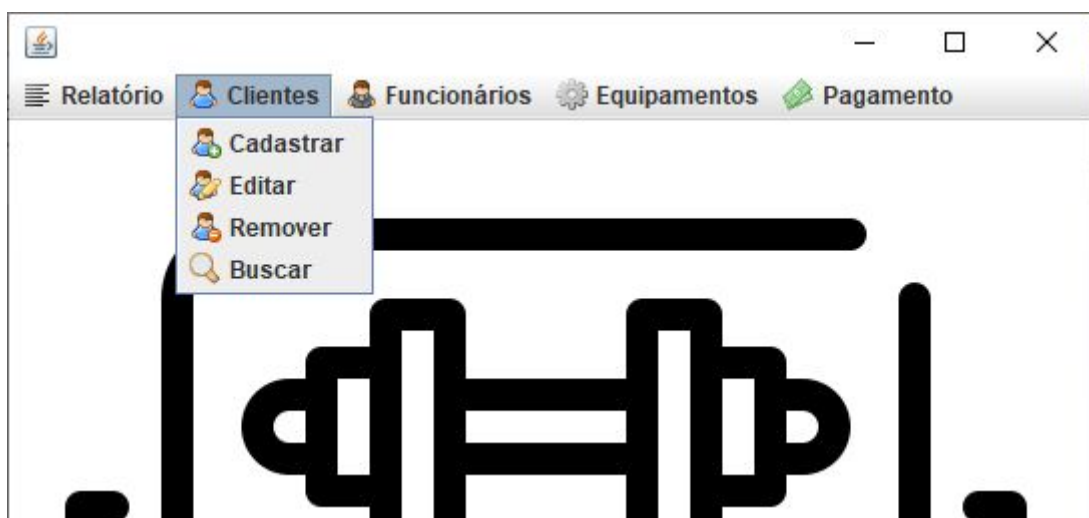 Relatório Clientes Funcionários Equipamentos Pagamento
Cadastrar
Editar
Remover
Buscar